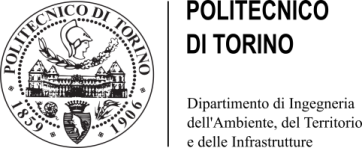 POLITECNICO DI TORINO
1859
1906
POLITECNICO
DI TORINO
Dipartimento di Ingegneria
dell'Ambiente, del Territorio
e delle Infrastrutture